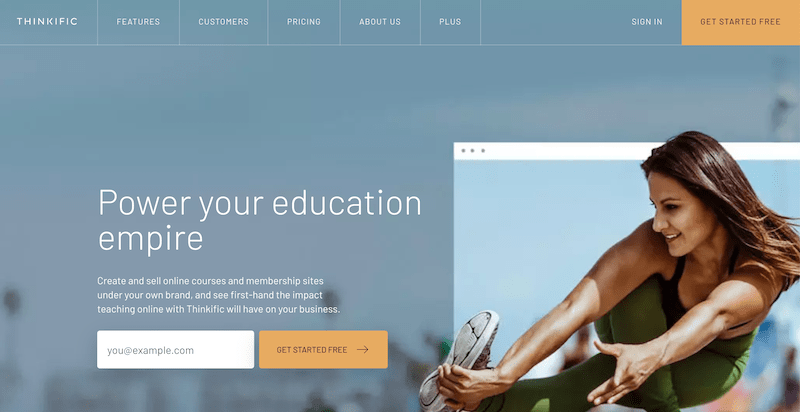 THINKIFIC
FEATURES
CUSTOMERS
PRICING
ABOUT US
PLUS
SIGN IN
GET STARTED FREE
Power your education
empire
Create and sell online courses and membership sites
under your own brand, and see first-hand the impact
teaching online with Thinkific will have on your business.
you@example.com
GET STARTED FREE